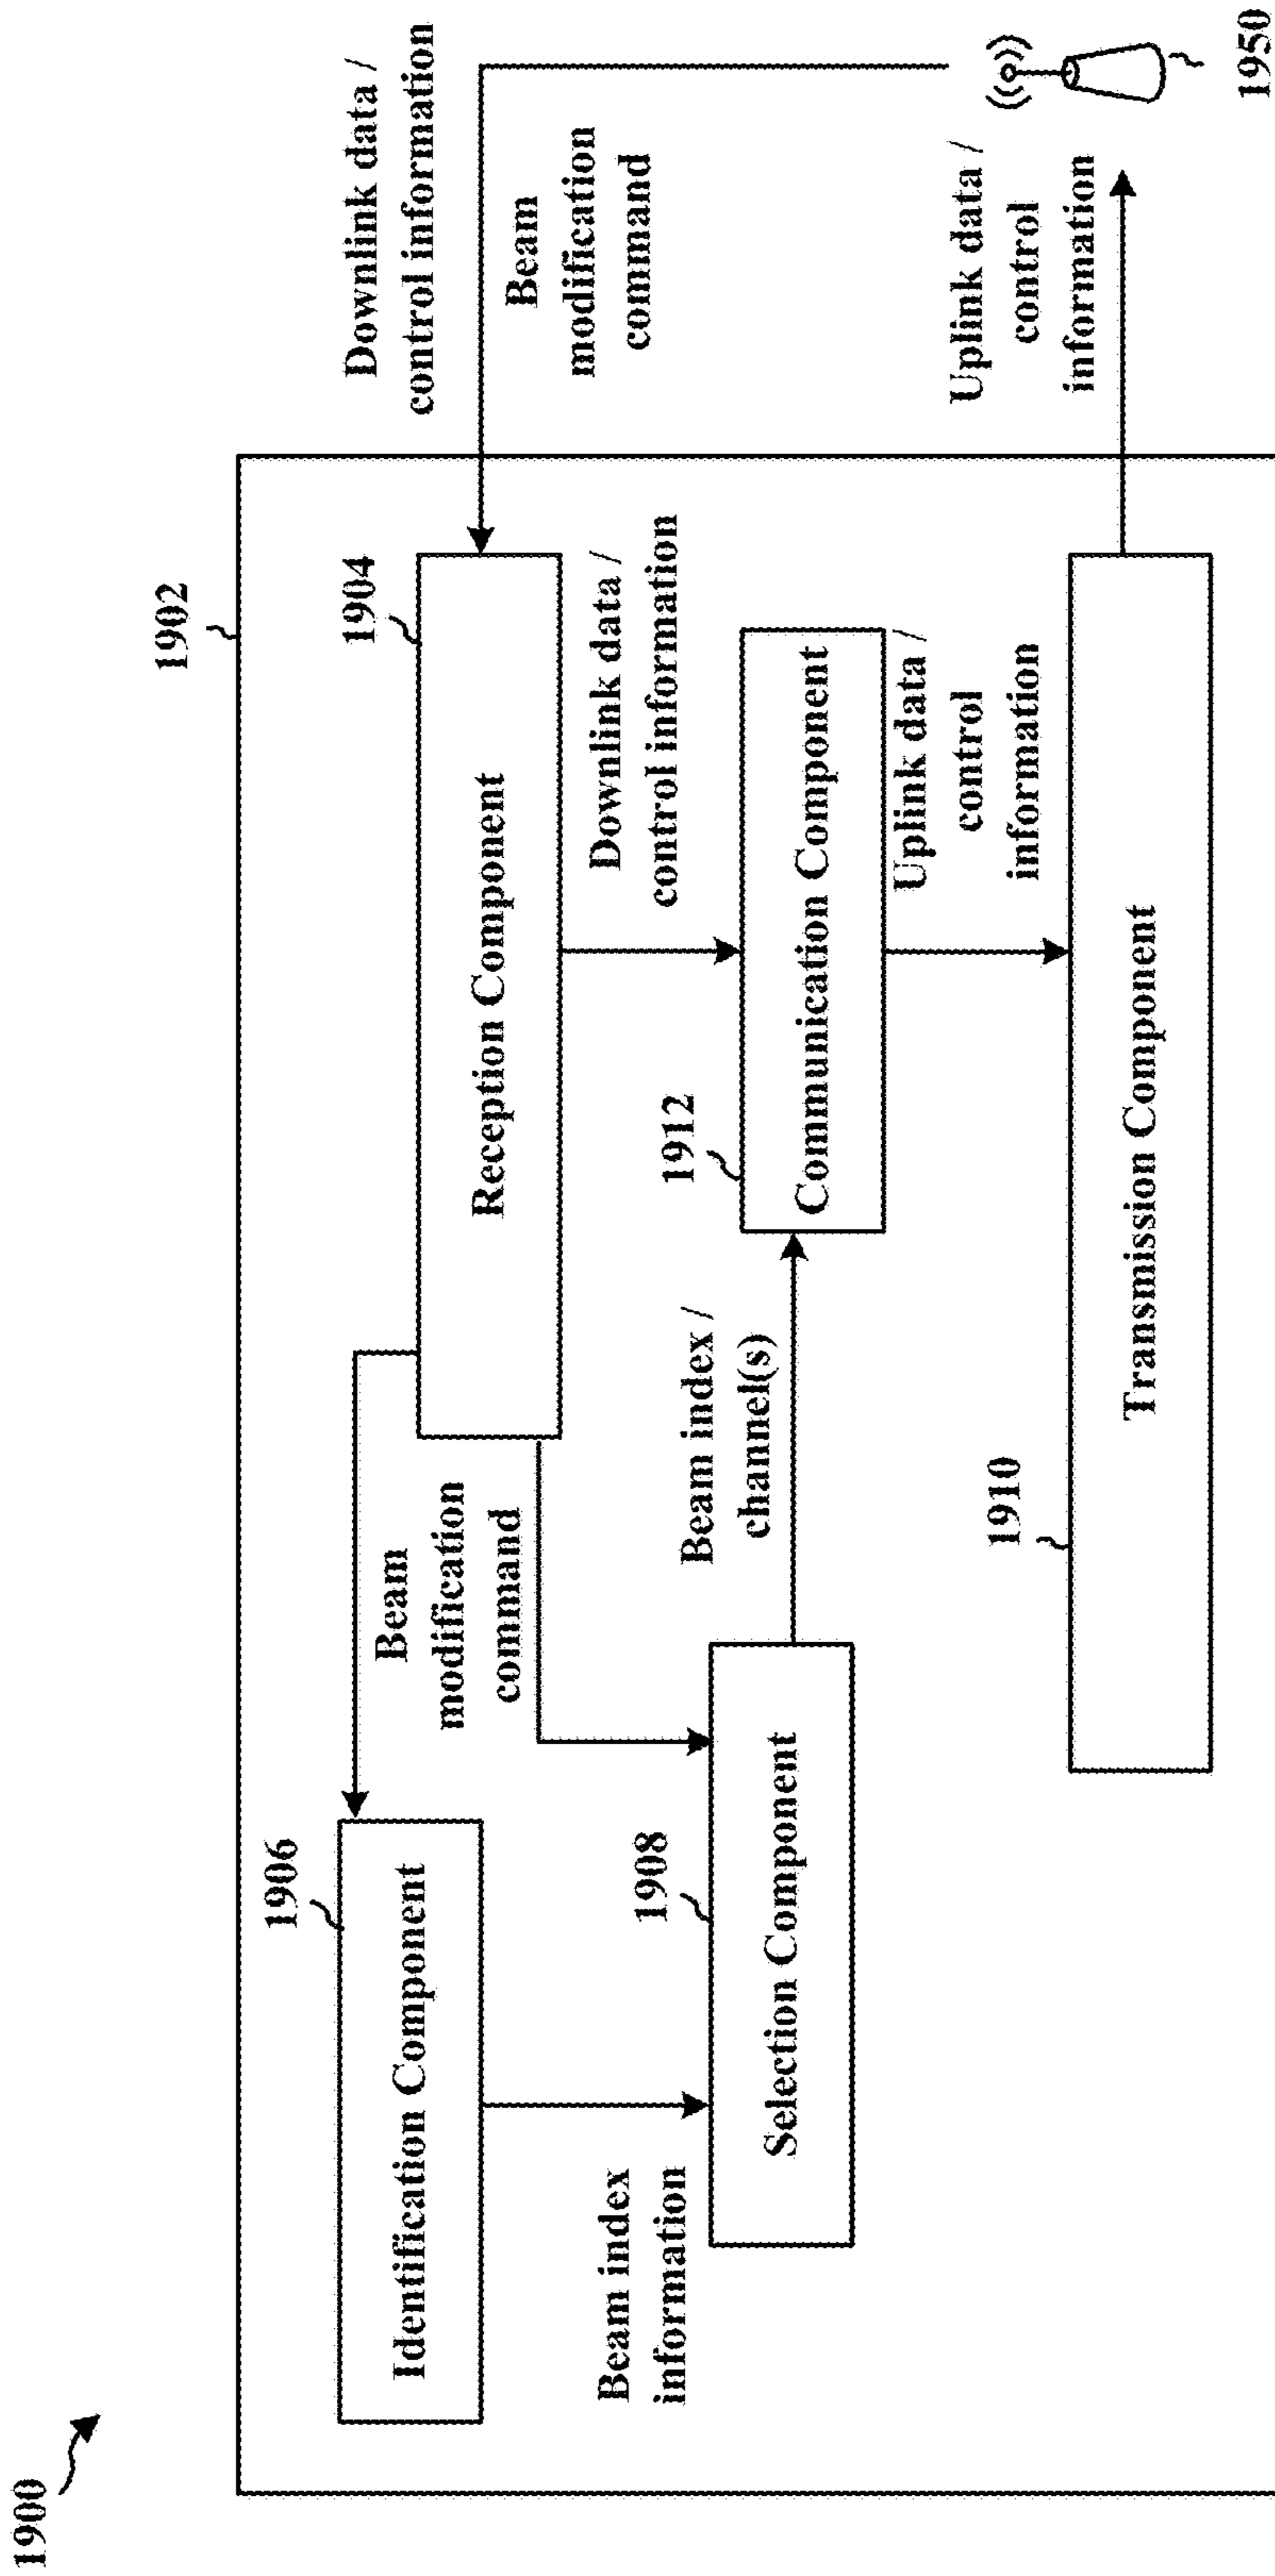 1900
1902
1906
Identification Component
Beam
modification
command
1904
Reception Component
Downlink data /
control information
Beam
modification
command
Beam index
information
1908
Selection Component
Beam index /
channel(s)
1912
Communication Component
Downlink data /
control information
Uplink data /
control
information
1910
Transmission Component
Uplink data /
control
information
1950